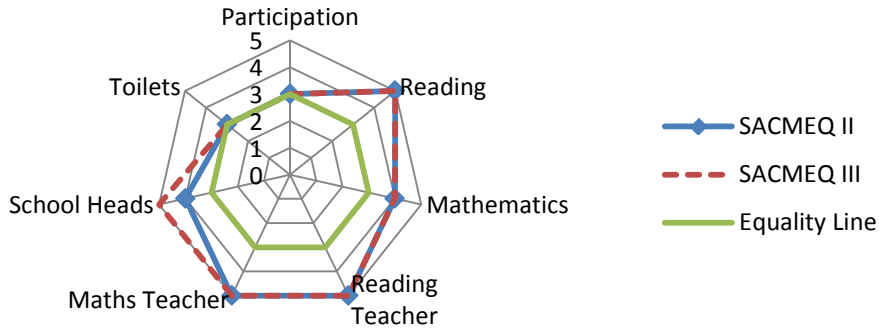 Participation
5
4
3
2
1
0
Toilets
Reading
School Heads
Mathematics
Maths Teacher
Reading
Teacher
SACMEQ II
SACMEQ III
Equality Line